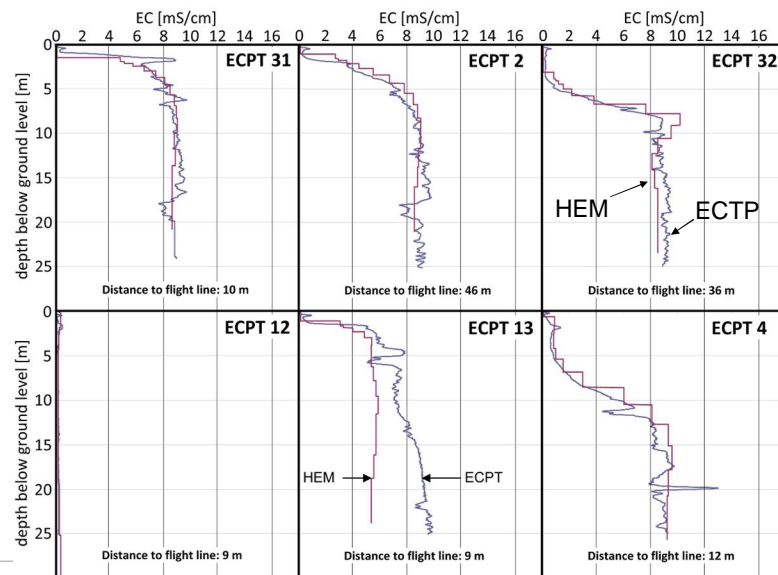 EC [mS/cm] EC [mS/cm] EC [mS/cm]
0 2 4 6 8 10 12 14 16 0 2 4 6 8 10 12 14 16 0 2 4 6 8 10 12 14 16
depth below ground level [m]
0
5
10
15
20
25
ECPT 31
Distance to flight line: 10 m
ECPT 2
Distance to flight line: 46 m
ECPT 32
HEM
ECTP
Distance to flight line: 36 m
depth below ground level [m]
0
5
10
15
20
25
ECPT 12
Distance to flight line: 9 m
ECPT 13
HEM
ECPT
Distance to flight line: 9 m
ECPT 4
Distance to flight line: 12 m